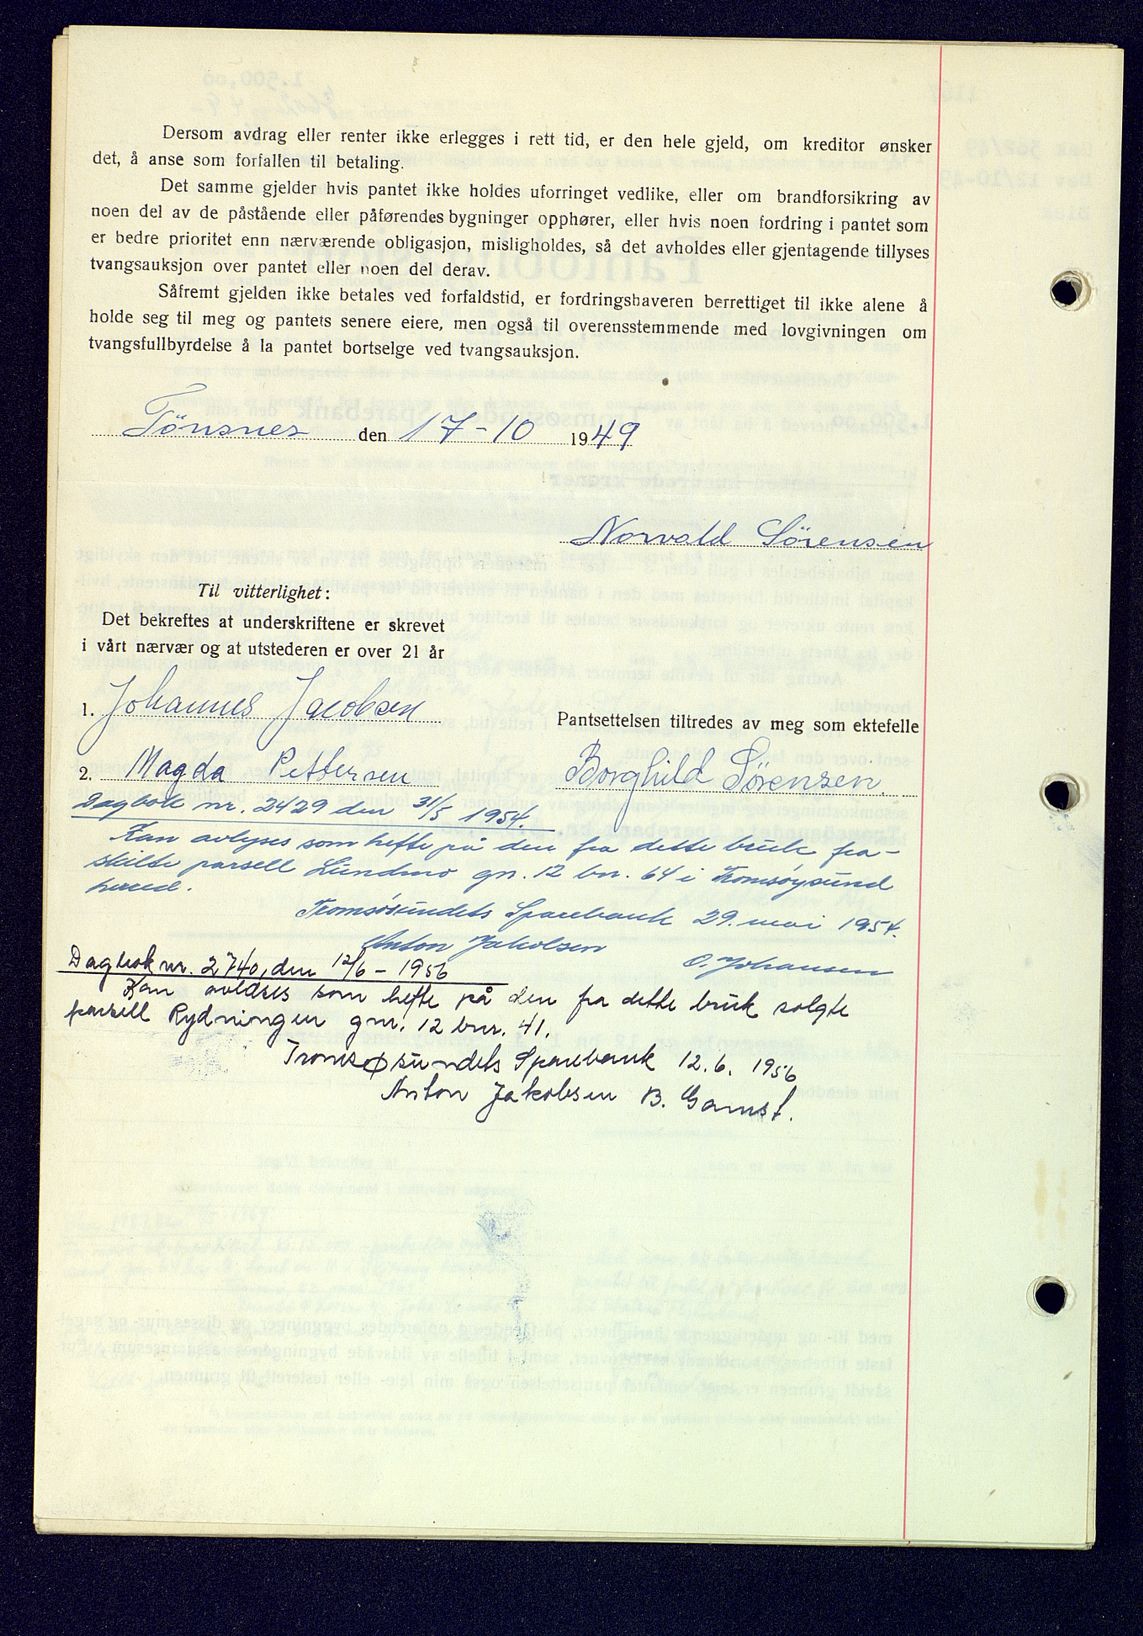 Dersom avdrag eller renter ikke erlegges i rett tid, er den hele gjeld, om kreditor ønsker
det, å anse som forfallen til betaling.
Det samme gjelder hvis pantet ikke holdes uforringet vedlike, eller om brandforsikring av
noen del av de påstående eller påførendes bygninger opphører, eller hvis noen fordring i pantet som
er bedre prioritet enn nærværende obligasjon, misligholdes, så det avholdes eller gjentagende tillyses
tvangsauksjon over pantet eller noen del derav.
Såfremt gjelden ikke betales ved forfaldstid, er fordringshaveren berrettiget til ikke alene å
holde seg til meg og pantets senere eiere, men også til overensstemmende med lovgivningen om
tvangsfullbyrdelse å la pantet bortselge ved tvangsauksjon.
Tönsnes den 17-10 1949
Norvald Sörensen
Til vitterlighet:
Det bekreftes at underskriftene er skrevet
i vårt nærvær og at utstederen er over 21 år
1. Johannes Jacobsen
Pantsettelsen tiltredes av meg som ektefelle
2. Magda Pettersen
Borghild Sørensen.
Dagbok nr. 2429 den 31/5 1954.
Kan avlyses som hefte på den fra dette bruk fra-
skilte parsell Lundmo gn. 12 bn. 64 i Tromsøysund
herred.
Tromsösundets Sparebank 29. mai 1954.
Anton Jakobsen
O. Johansen
Dagbok nr. 2740, den 12/6 - 1956
Kan avløses som hefte på den fra dette bruk solgte
parsell Rydningen gnr. 12 bnr. 41.
Tromsøsundets Sparebank 12.6. 1956
Anton Jakobsen B. Gamst.